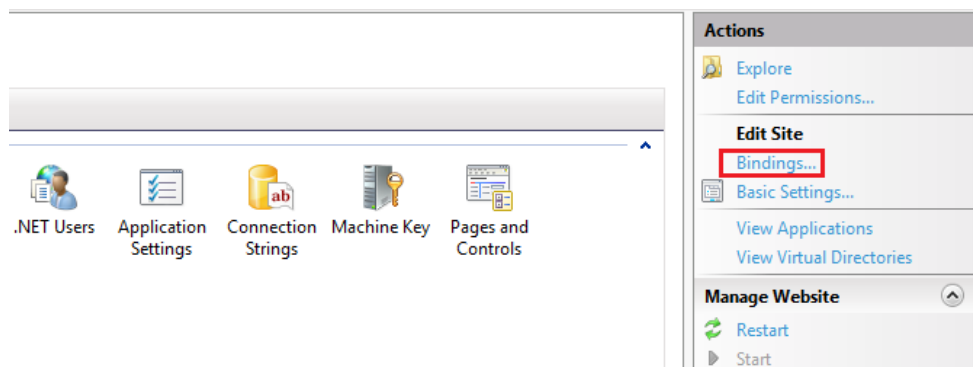 Actions
Explore
Edit Permissions...
Edit Site
Bindings...
Basic Settings...
View Applications
View Virtual Directories
Manage Website
Restart
Start
ab
.NET Users
Application
Settings
Connection
Strings
Machine Key
Pages and
Controls